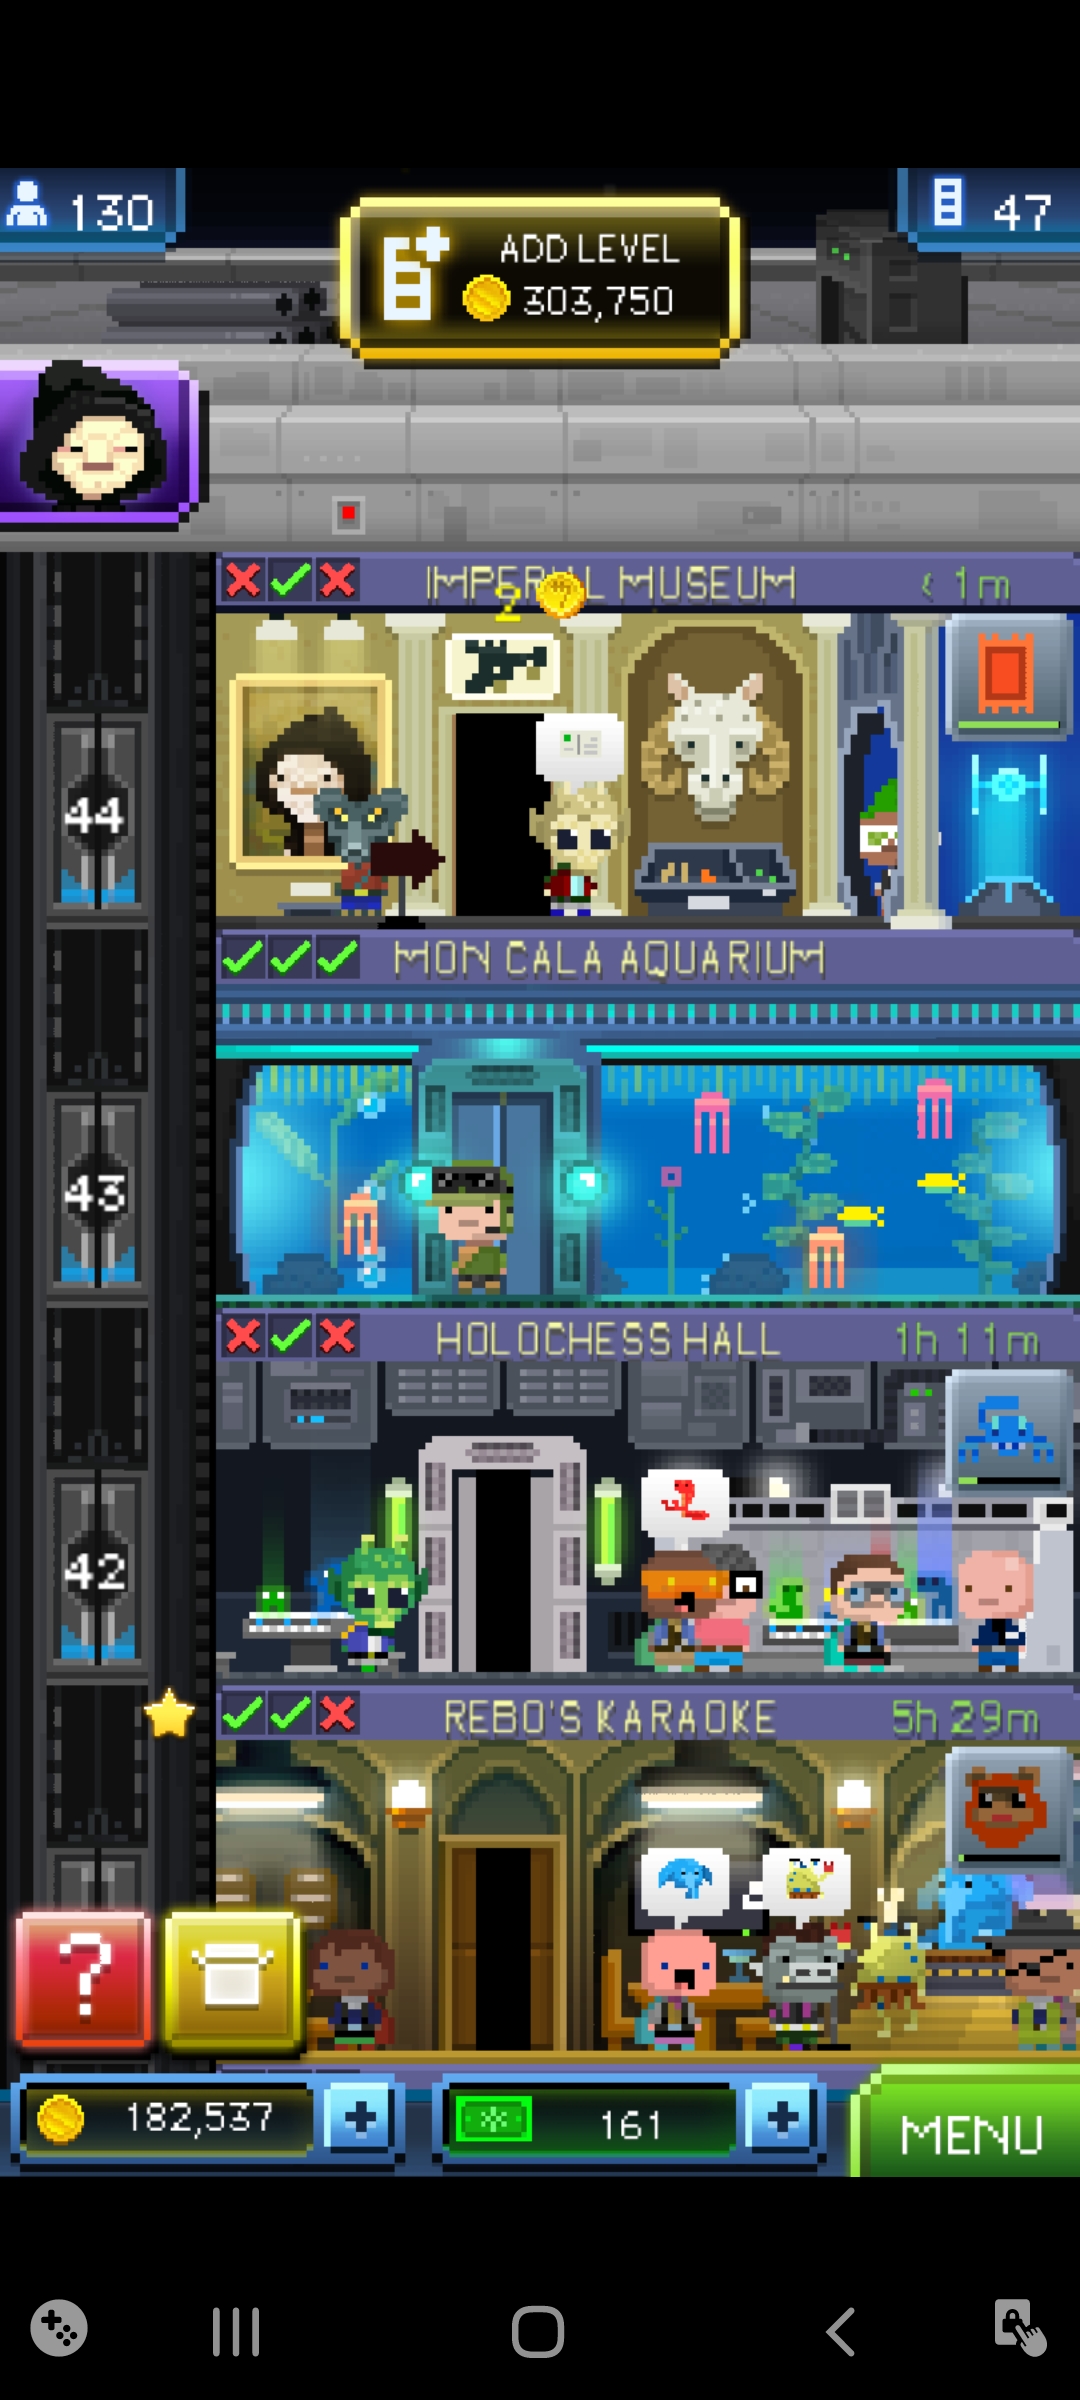 130
ADD LEVEL
303,750
47
IMPERIAL MUSEUM
< 1m
2
44
MON CALA AQUARIUM
43
HOLOCHESS HALL
1h 11m
42
REBO'S KARAOKE
5h 29m
?
182,537
+
161
+
MENU